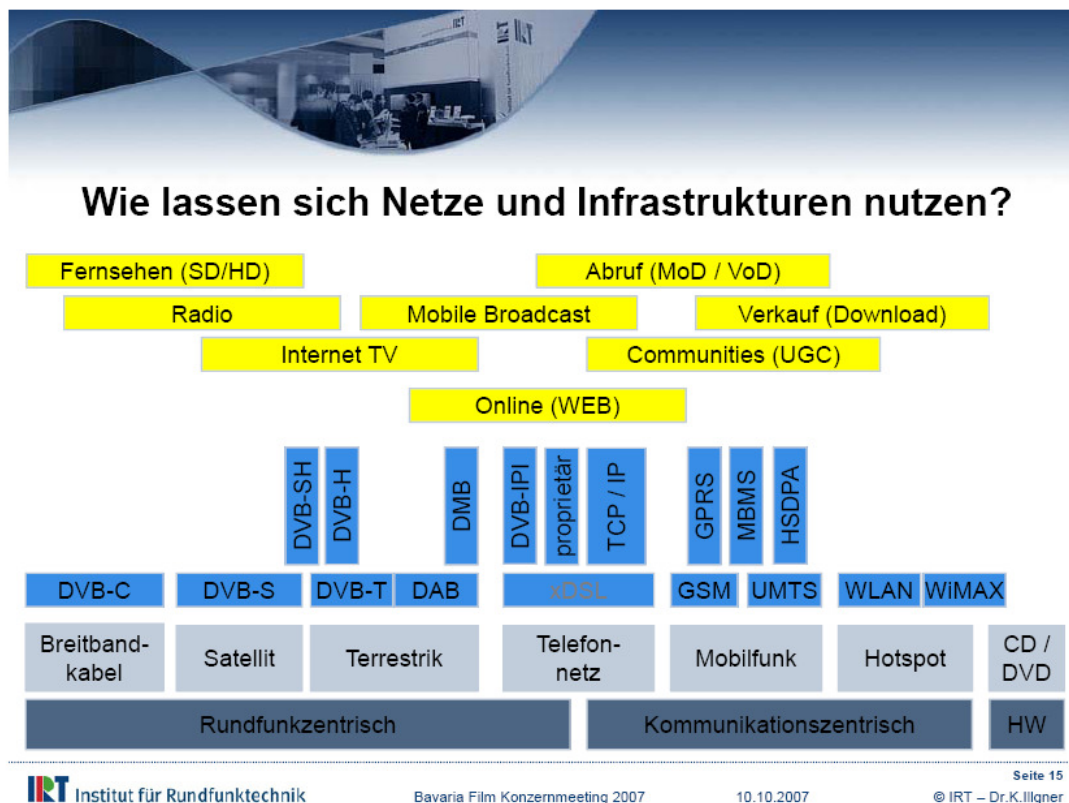 IRT
Wie lassen sich Netze und Infrastrukturen nutzen?
Fernsehen (SD/HD)
Abruf (MoD / VoD)
Radio
Mobile Broadcast
Verkauf (Download)
Internet TV
Communities (UGC)
Online (WEB)
DVB-SH
DVB-H
DMB
DVB-IPI
proprietär
TCP / IP
GPRS
MBMS
HSDPA
DVB-C
DVB-S
DVB-T
DAB
xDSL
GSM
UMTS
WLAN
WiMAX
Breitband-
kabel
Satellit
Terrestrik
Telefon-
netz
Mobilfunk
Hotspot
CD /
DVD
Rundfunkzentrisch
Kommunikationszentrisch
HW
Seite 15
IRT Institut für Rundfunktechnik
Bavaria Film Konzernmeeting 2007
10.10.2007
© IRT – Dr.K.Illgner